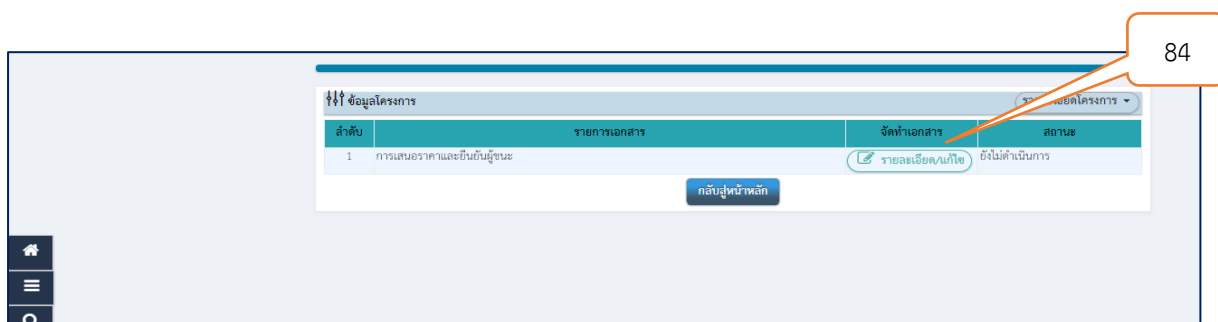 84
ข้อมูลโครงการ
ลำดับ รายการเอกสาร จัดทำเอกสาร สถานะ
1 การเสนอราคาและยืนยันผู้ชนะ รายละเอียด/แก้ไข ยังไม่ดำเนินการ
กลับสู่หน้าหลัก